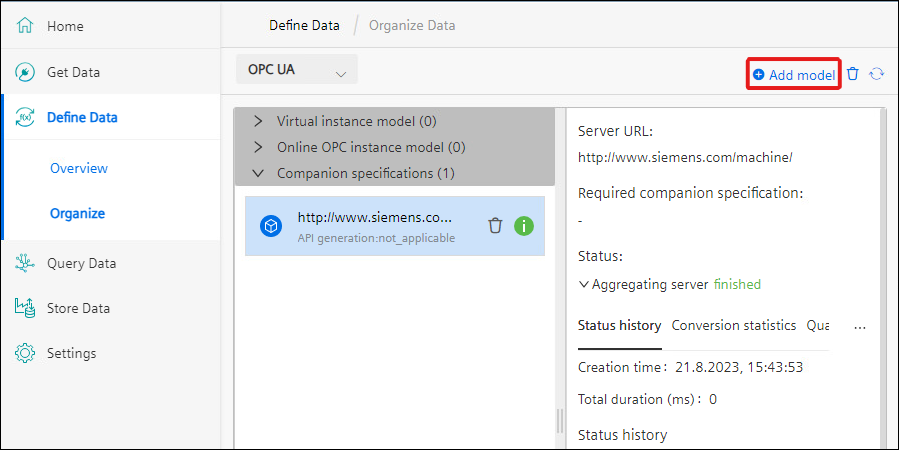 Home
Get Data
Define Data
Overview
Organize
Query Data
Store Data
Settings
Define Data / Organize Data
OPC UA
Add model
Virtual instance model (0)
Online OPC instance model (0)
Companion specifications (1)
http://www.siemens.co...
API generation:not_applicable
i
Server URL:
http://www.siemens.com/machine/
Required companion specification:
-
Status:
Aggregating server finished
Status history Conversion statistics Qua ...
Creation time: 21.8.2023, 15:43:53
Total duration (ms): 0
Status history